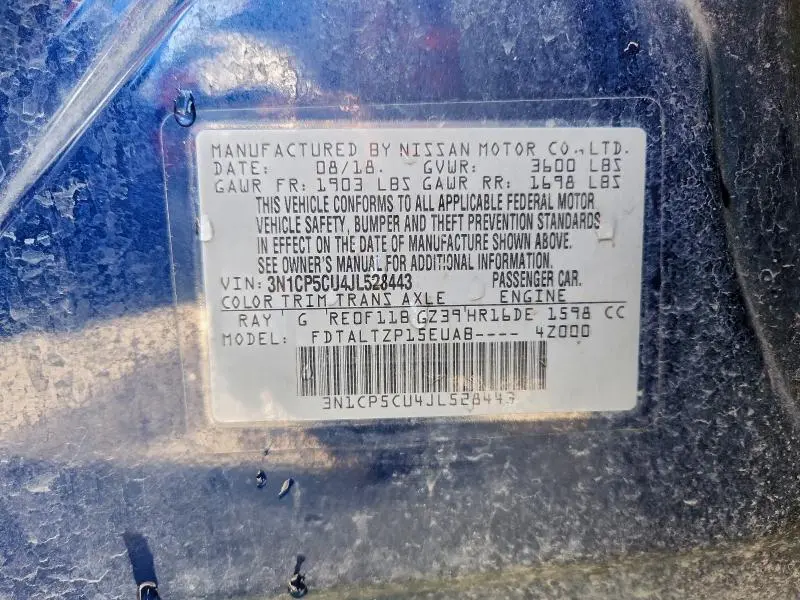 MANUFACTURED BY NISSAN MOTOR CO., LTD.
DATE: 08/18. GVWR: 3600 LBS
GAWR FR: 1903 LBS GAWR RR: 1698 LBS
THIS VEHICLE CONFORMS TO ALL APPLICABLE FEDERAL MOTOR
VEHICLE SAFETY, BUMPER AND THEFT PREVENTION STANDARDS
IN EFFECT ON THE DATE OF MANUFACTURE SHOWN ABOVE.
SEE OWNER'S MANUAL FOR ADDITIONAL INFORMATION.
VIN: 3N1CP5CU4JL528443 PASSENGER CAR.
COLOR TRIM TRANS AXLE ENGINE
RAY G RE0F11B GZ39 HR16DE 1598 CC
MODEL: FDTALTZP15EUAB---- 4Z000
3N1CP5CU4JL528443